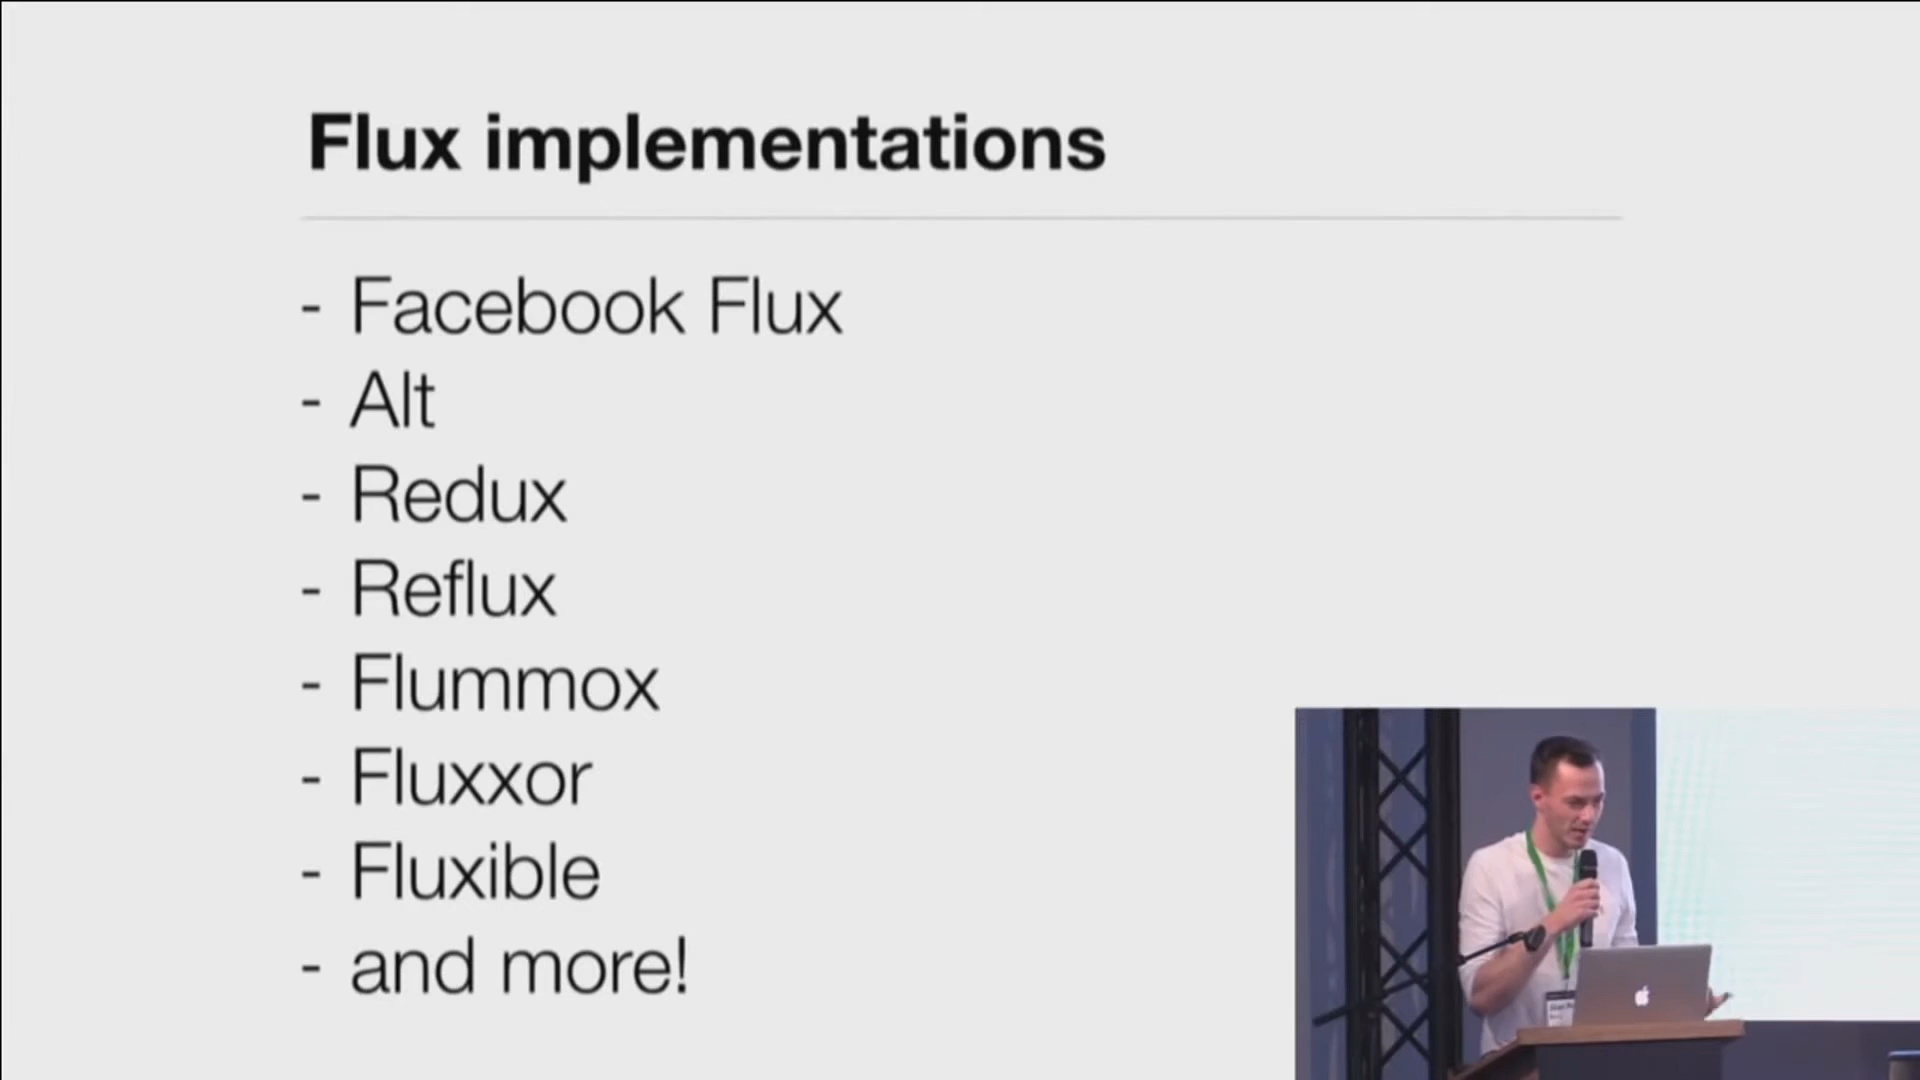 Flux implementations
- Facebook Flux
- Alt
- Redux
- Reflux
- Flummox
- Fluxxor
- Fluxible
- and more!